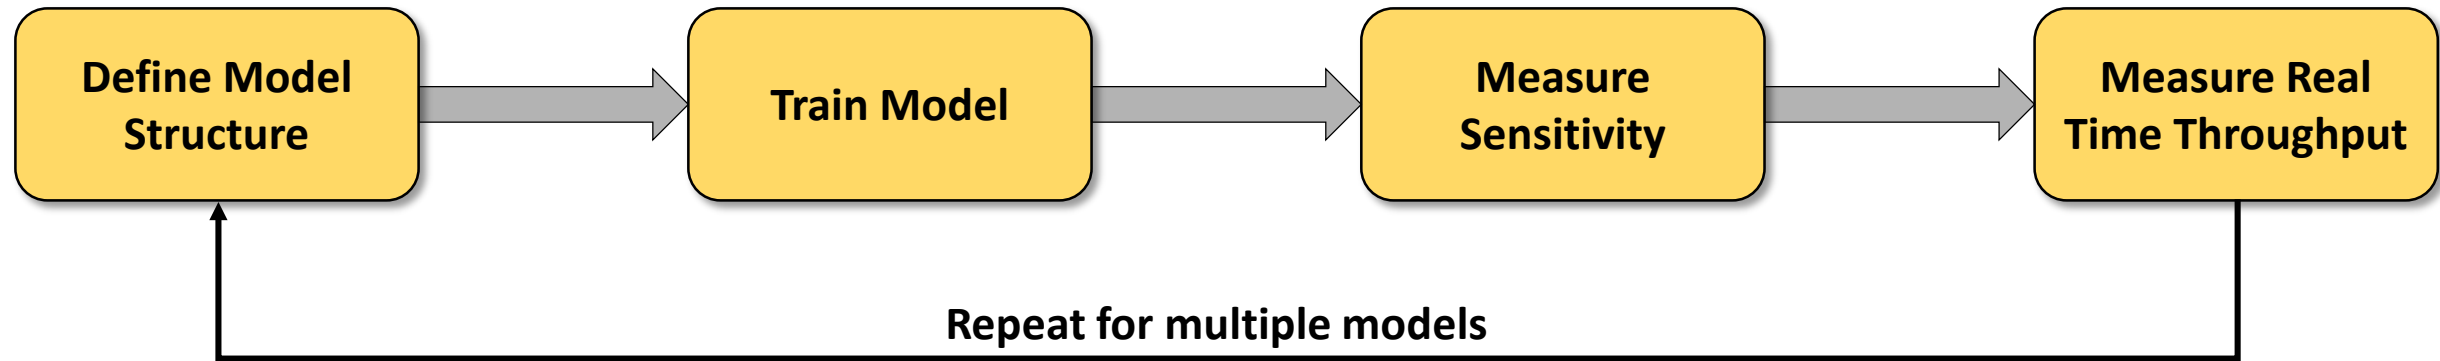 Define Model
Structure
Train Model
Measure
Sensitivity
Measure Real
Time Throughput
Repeat for multiple models